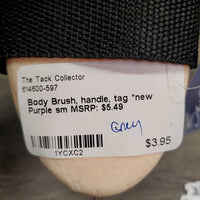 The Tack Collector
614600-597
Body Brush, handle, tag *new
Purple sm MSRP: $5.49
Grey
$3.95
1YCXC2